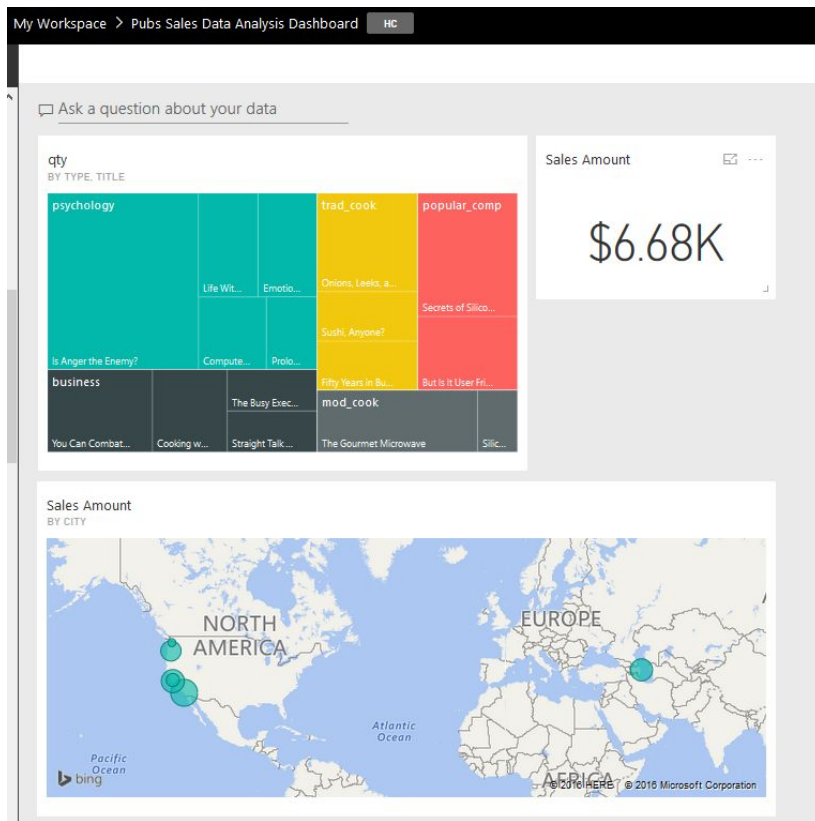 My Workspace > Pubs Sales Data Analysis Dashboard HC
Ask a question about your data
qty
BY TYPE, TITLE
psychology
Life Wit...
Emotio...
Is Anger the Enemy?
Compute...
Prolo...
business
The Busy Exec...
You Can Combat...
Cooking w...
Straight Talk ...
trad_cook
Onions, Leeks, a...
Sushi, Anyone?
Fifty Years in Bu...
popular_comp
Secrets of Silico...
But Is It User Fri...
mod_cook
The Gourmet Microwave
Silic...
Sales Amount
$6.68K
Sales Amount
BY CITY
NORTH
AMERICA
EUROPE
Atlantic
Ocean
Pacific
Ocean
bing
AFRICA
© 2016 HERE © 2016 Microsoft Corporation